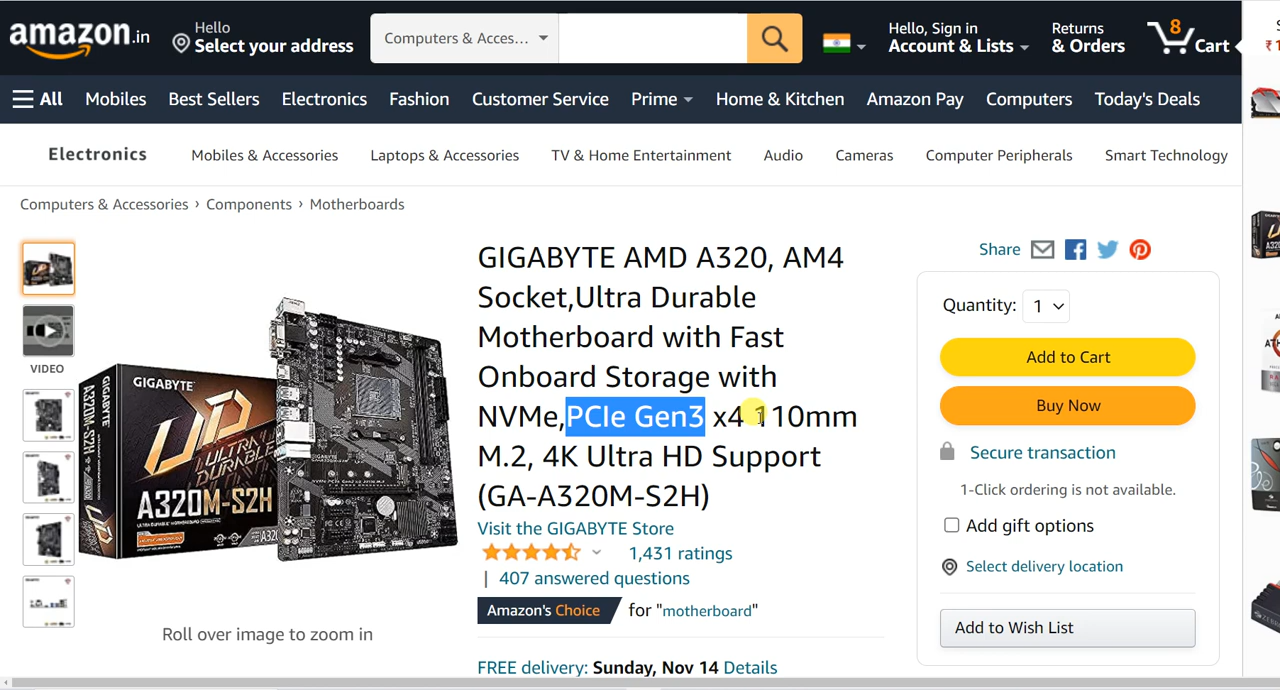 amazon.in
Hello
Select your address
Computers & Acces...
Hello, Sign in
Account & Lists
Returns
& Orders
8
Cart
All
Mobiles
Best Sellers
Electronics
Fashion
Customer Service
Prime
Home & Kitchen
Amazon Pay
Computers
Today's Deals
Electronics
Mobiles & Accessories
Laptops & Accessories
TV & Home Entertainment
Audio
Cameras
Computer Peripherals
Smart Technology
Computers & Accessories › Components › Motherboards
VIDEO
GIGABYTE
ULTRA DURABLE
A320M-S2H
Roll over image to zoom in
GIGABYTE AMD A320, AM4
Socket,Ultra Durable
Motherboard with Fast
Onboard Storage with
NVMe,PCIe Gen3 x4 110mm
M.2, 4K Ultra HD Support
(GA-A320M-S2H)
Visit the GIGABYTE Store
1,431 ratings
| 407 answered questions
Amazon's Choice for "motherboard"
FREE delivery: Sunday, Nov 14 Details
Share
Quantity: 1
Add to Cart
Buy Now
Secure transaction
1-Click ordering is not available.
Add gift options
Select delivery location
Add to Wish List